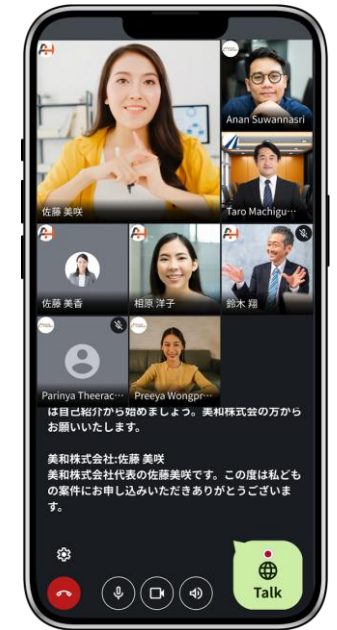 Anan Suwannasri
佐藤 美咲
Taro Machigu…
佐藤 美香
相原 洋子
鈴木 翔
Parinya Theerac…
Preeya Wongpr…
は自己紹介から始めましょう。美和株式会の方から
お願いいたします。
美和株式会社:佐藤 美咲
美和株式会社代表の佐藤美咲です。この度は私ども
の案件にお申し込みいただきありがとうございま
す。
Talk